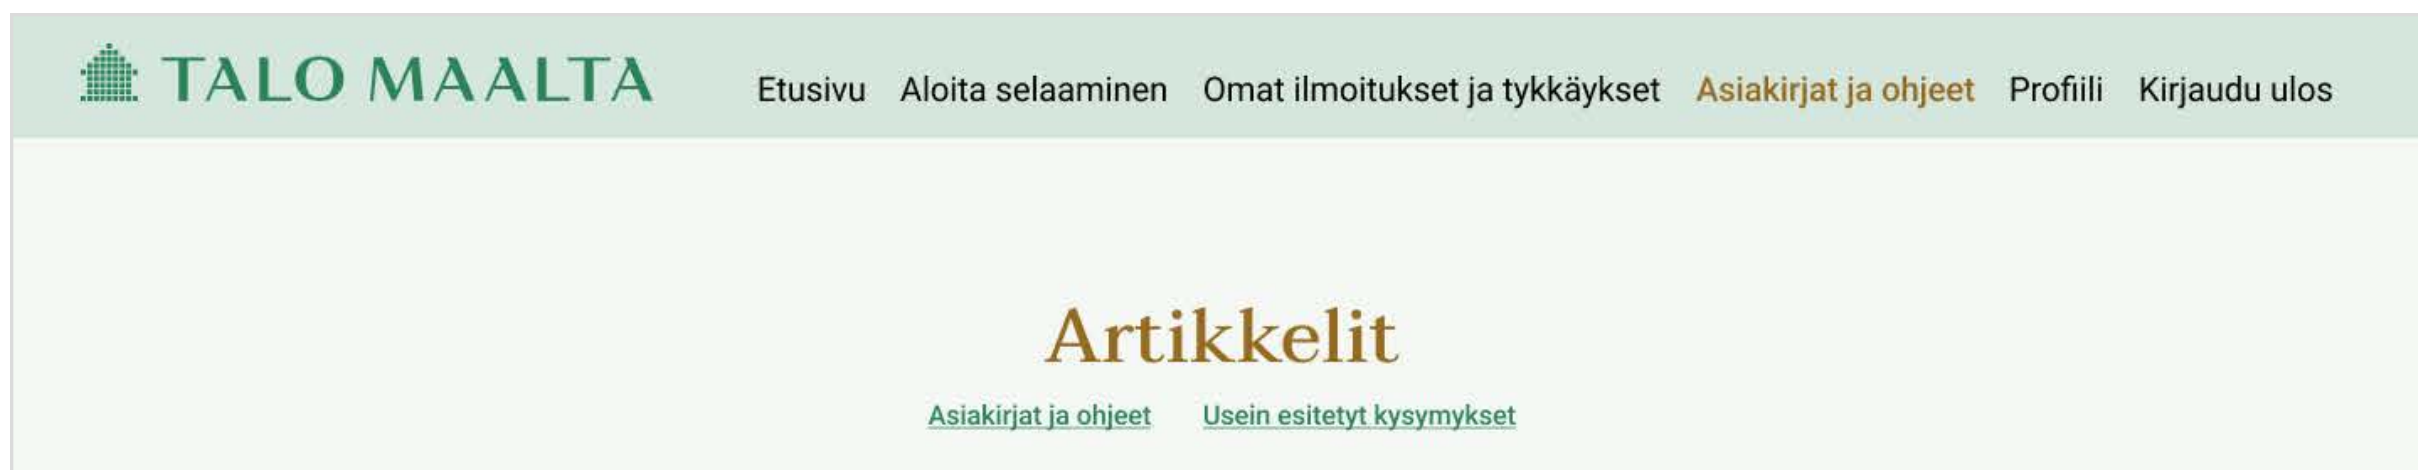 TALO MAALTA
Etusivu Aloita selaaminen Omat ilmoitukset ja tykkäykset Asiakirjat ja ohjeet Profiili Kirjaudu ulos
Artikkelit
Asiakirjat ja ohjeet Usein esitetyt kysymykset